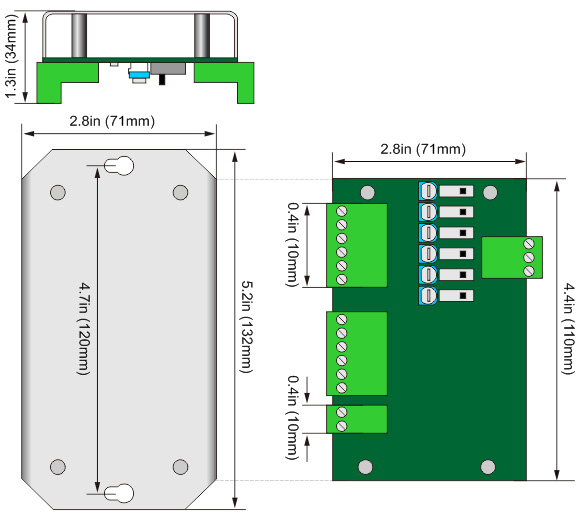 1.3in (34mm)
2.8in (71mm)
2.8in (71mm)
0.4in (10mm)
4.7in (120mm)
5.2in (132mm)
4.4in (110mm)
0.4in (10mm)